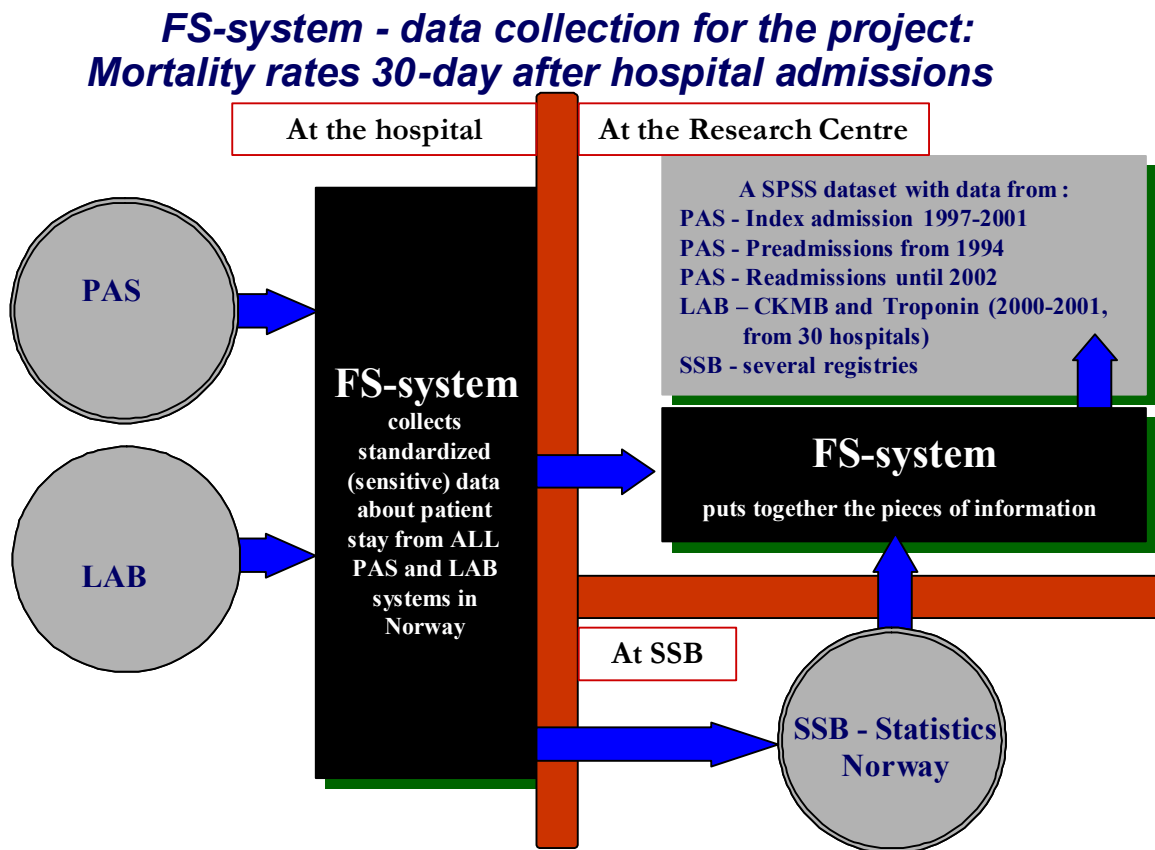 FS-system - data collection for the project:
Mortality rates 30-day after hospital admissions
At the hospital
At the Research Centre
PAS
LAB
FS-system
collects
standardized
(sensitive) data
about patient
stay from ALL
PAS and LAB
systems in
Norway
A SPSS dataset with data from :
PAS - Index admission 1997-2001
PAS - Preadmissions from 1994
PAS - Readmissions until 2002
LAB – CKMB and Troponin (2000-2001,
from 30 hospitals)
SSB - several registries
FS-system
puts together the pieces of information
At SSB
SSB - Statistics
Norway